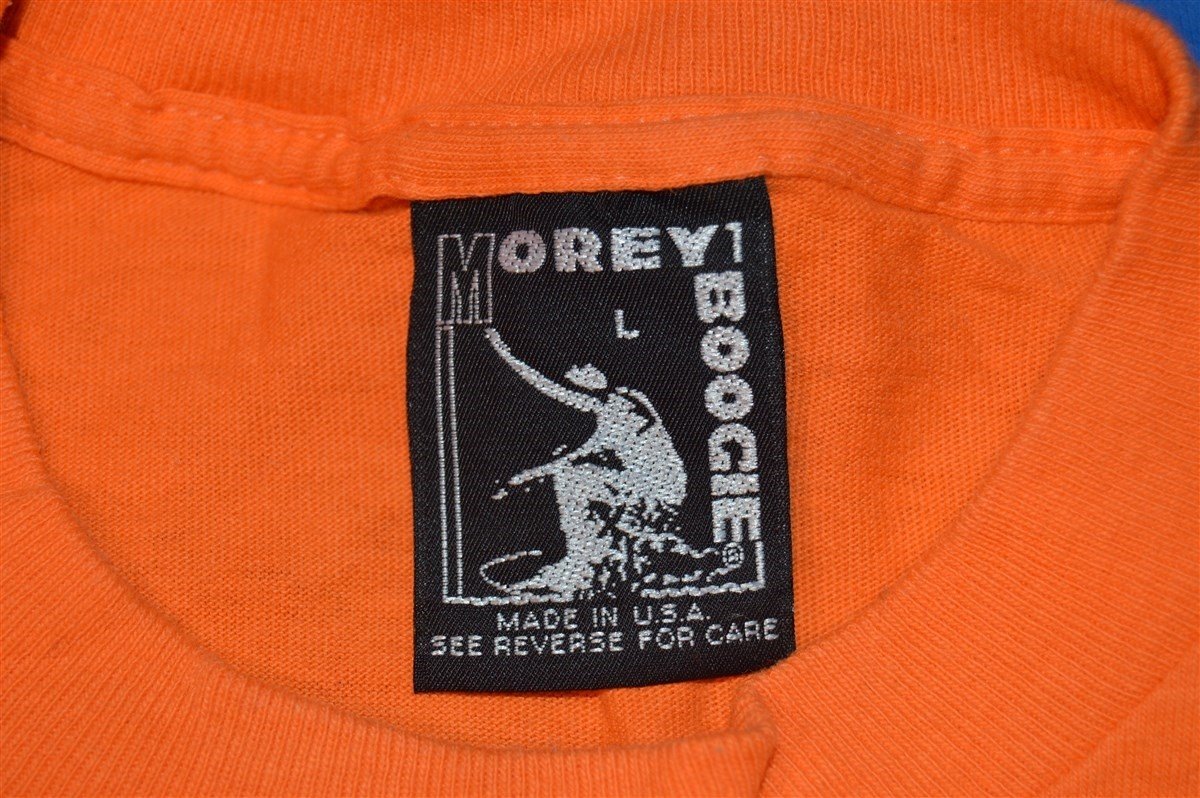 MOREY
BOOGIE®
L
MADE IN U.S.A.
SEE REVERSE FOR CARE